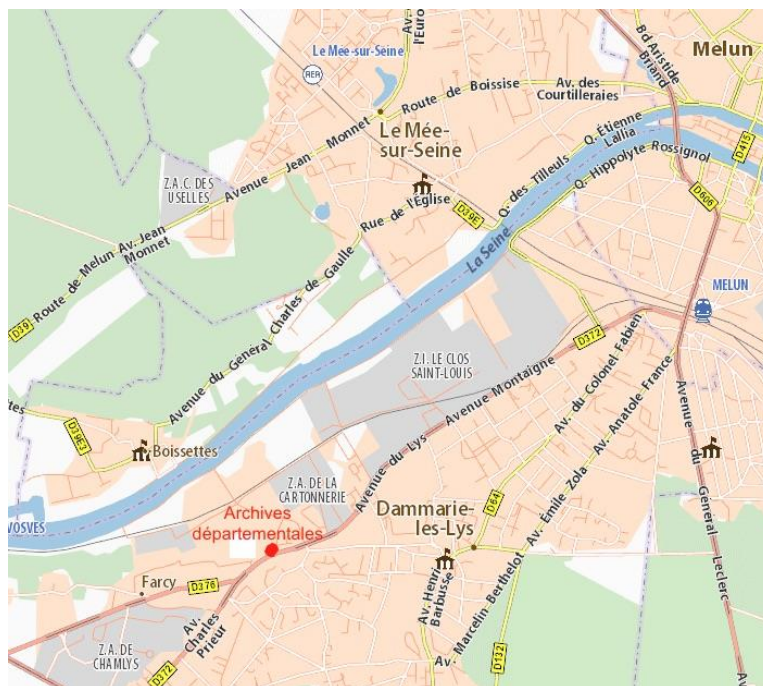 Av. de
l'Euro
Le Mée-sur-Seine
RER
Bd Aristide
Briand
Melun
Route de Boissise
Av. des
Courtilleraies
Le Mée-
sur-Seine
Avenue Jean Monnet
Q. Étienne
Lallia
D415
Z.A.C. DES
USELLES
Q. des Tilleuls
Q. Hippolyte Rossignol
D606
Rue de l'Église
D39E
Route de Melun
Av. Jean
Monnet
La Seine
D39
Avenue du Général Charles de Gaulle
MELUN
Z.I. LE CLOS
SAINT-LOUIS
D372
Av. du Colonel Fabien
Avenue Montaigne
Av. Anatole France
D39E3
Boissettes
Avenue du Lys
Avenue du Général Leclerc
Z.A. DE LA
CARTONNERIE
D64
Av. Émile Zola
VOSVES
Archives
départementales
Dammarie-
les-Lys
Farcy
D376
Av. Henri
Barbusse
Av. Marcelin-Berthelot
Av.
Charles
Prieur
Z.A. DE
CHAMLYS
D372
D132
Av